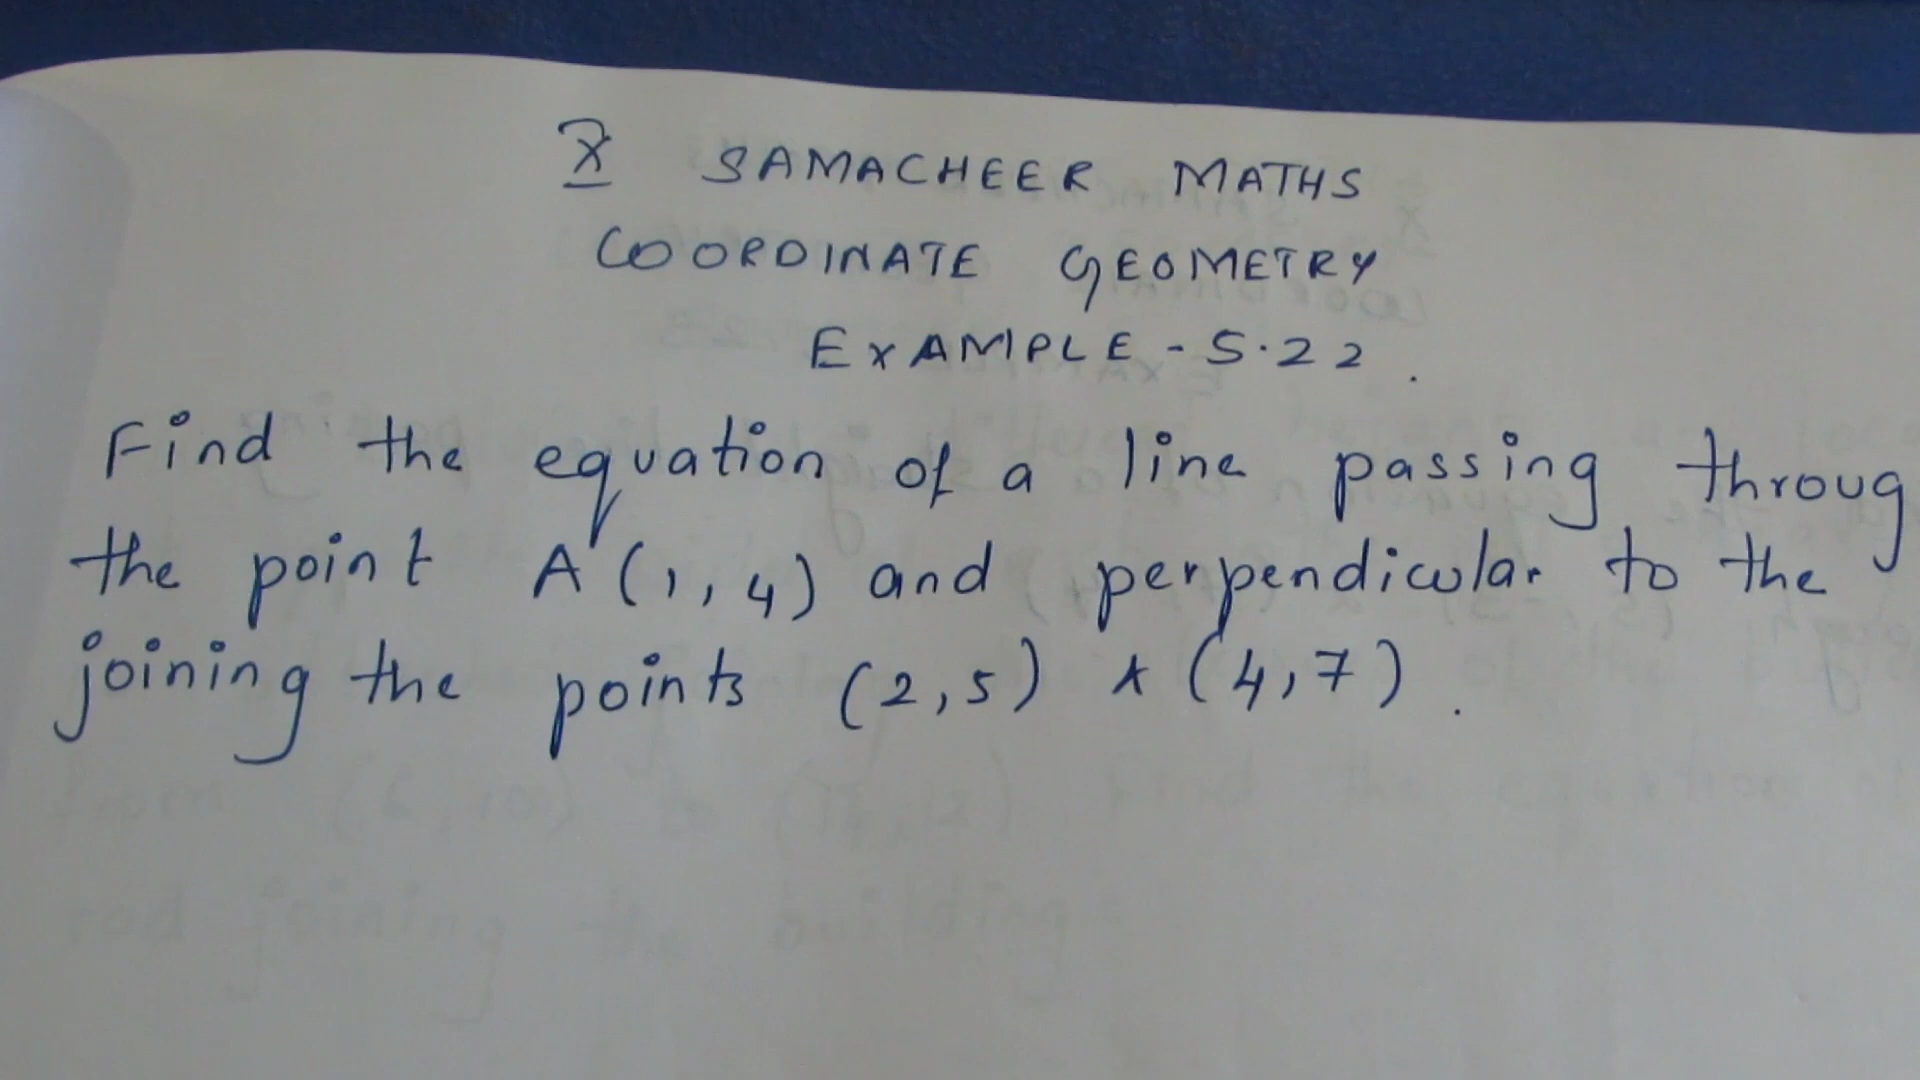 X SAMACHEER MATHS
COORDINATE GEOMETRY
EXAMPLE - 5.22.
Find the equation of a line passing throug
the point A(1,4) and perpendicular to the
joining the points (2,5) & (4,7).